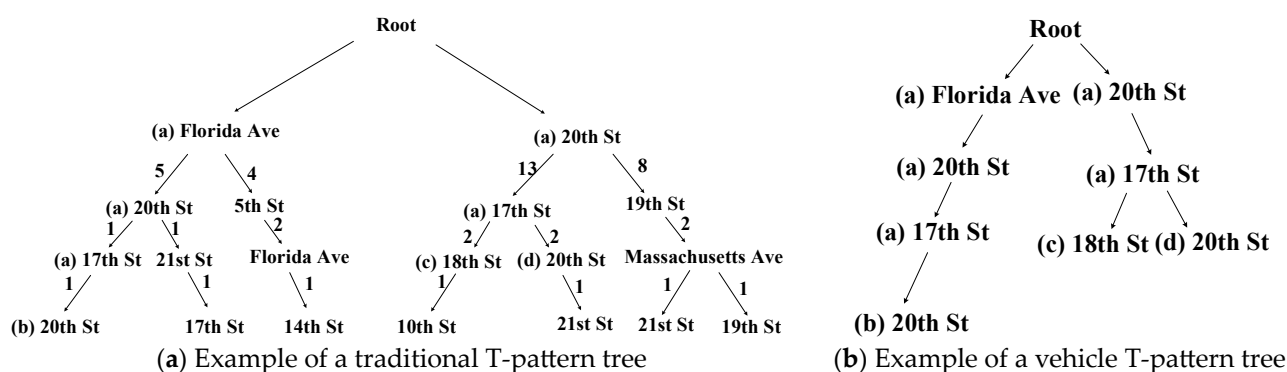 Root
(a) Florida Ave
(a) 20th St
5
4
13
8
(a) 20th St
5th St
(a) 17th St
19th St
1
1
2
2
2
2
(a) 17th St
21st St
Florida Ave
(c) 18th St
(d) 20th St
Massachusetts Ave
1
1
1
1
1
1
1
(b) 20th St
17th St
14th St
10th St
21st St
21st St
19th St
(a) Example of a traditional T-pattern tree
Root
(a) Florida Ave
(a) 20th St
(a) 20th St
(a) 17th St
(a) 17th St
(c) 18th St
(d) 20th St
(b) 20th St
(b) Example of a vehicle T-pattern tree